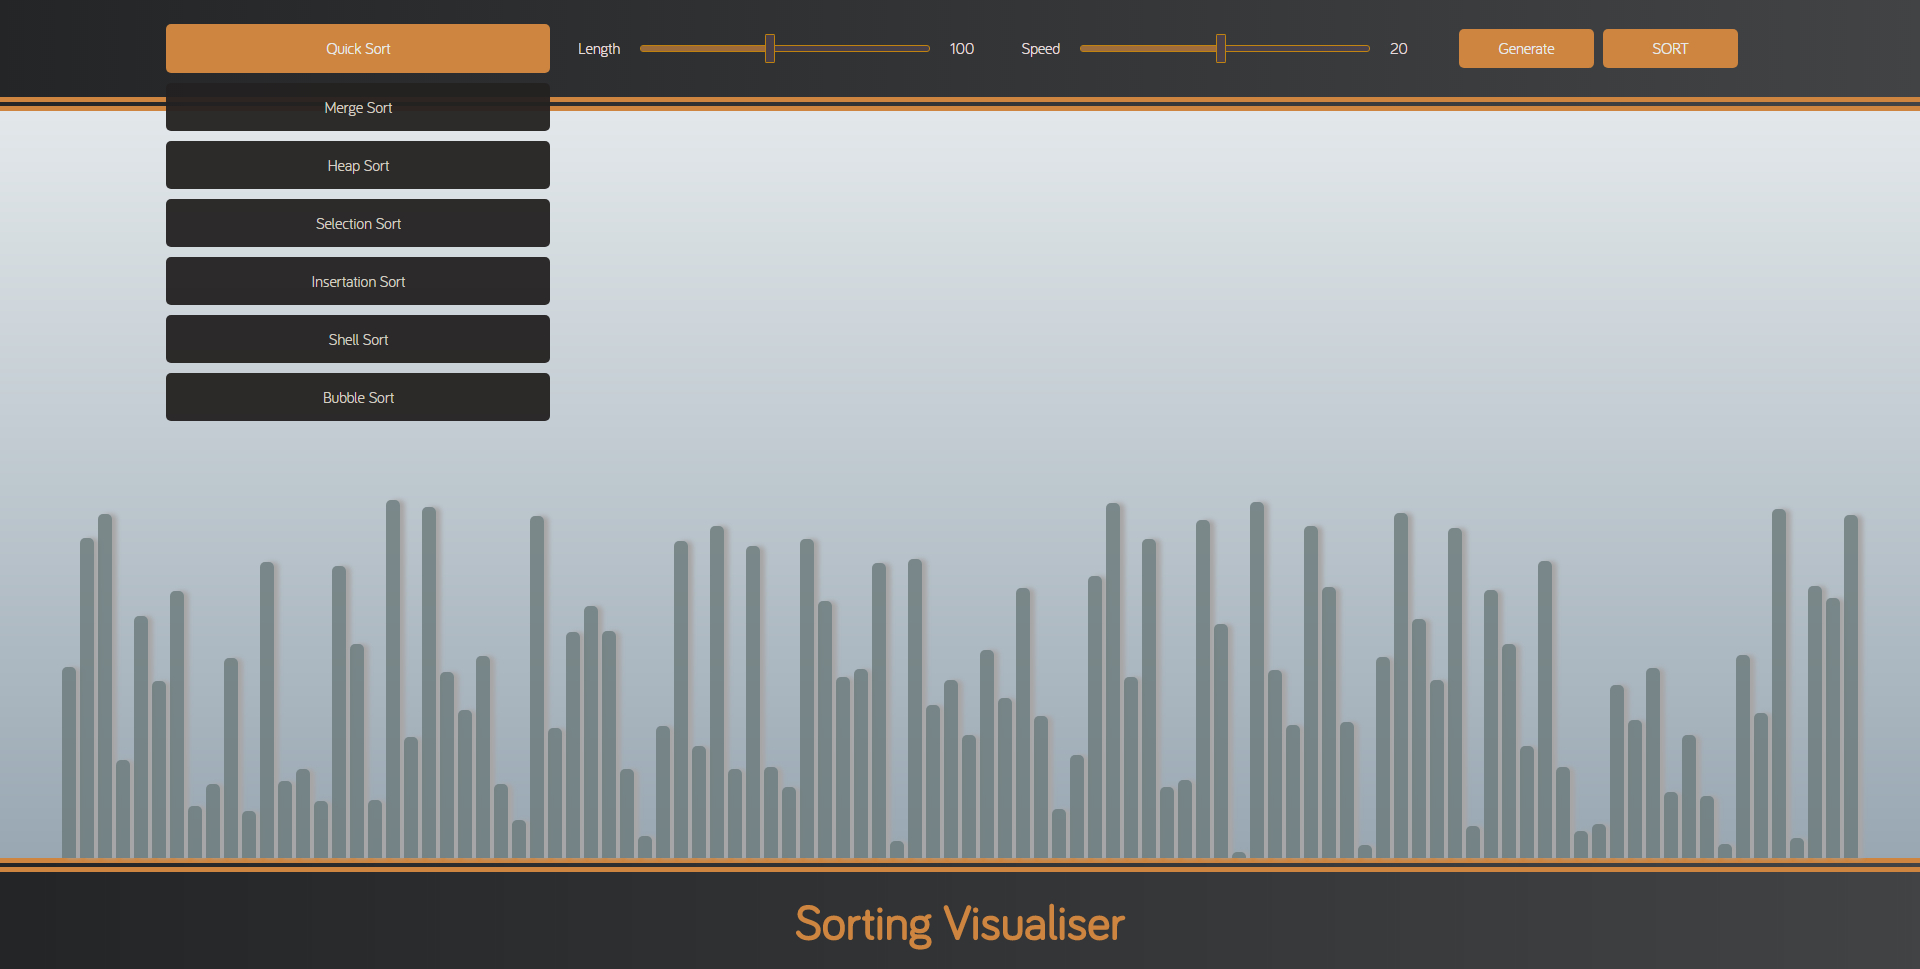 Quick Sort
Length 100 Speed 20 Generate SORT
Merge Sort
Heap Sort
Selection Sort
Insertation Sort
Shell Sort
Bubble Sort
Sorting Visualiser